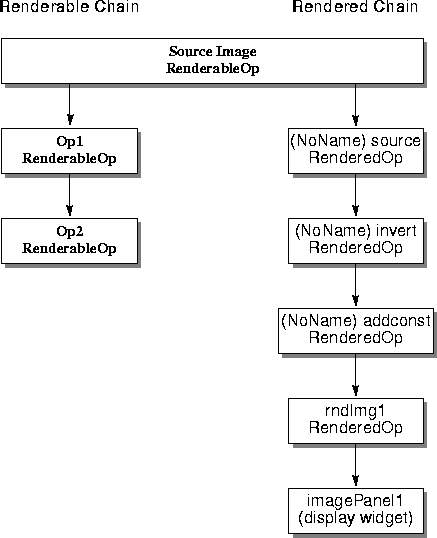 Renderable Chain
Rendered Chain
Source Image
RenderableOp
Op1
RenderableOp
(NoName) source
RenderedOp
Op2
RenderableOp
(NoName) invert
RenderedOp
(NoName) addconst
RenderedOp
rndImg1
RenderedOp
imagePanel1
(display widget)